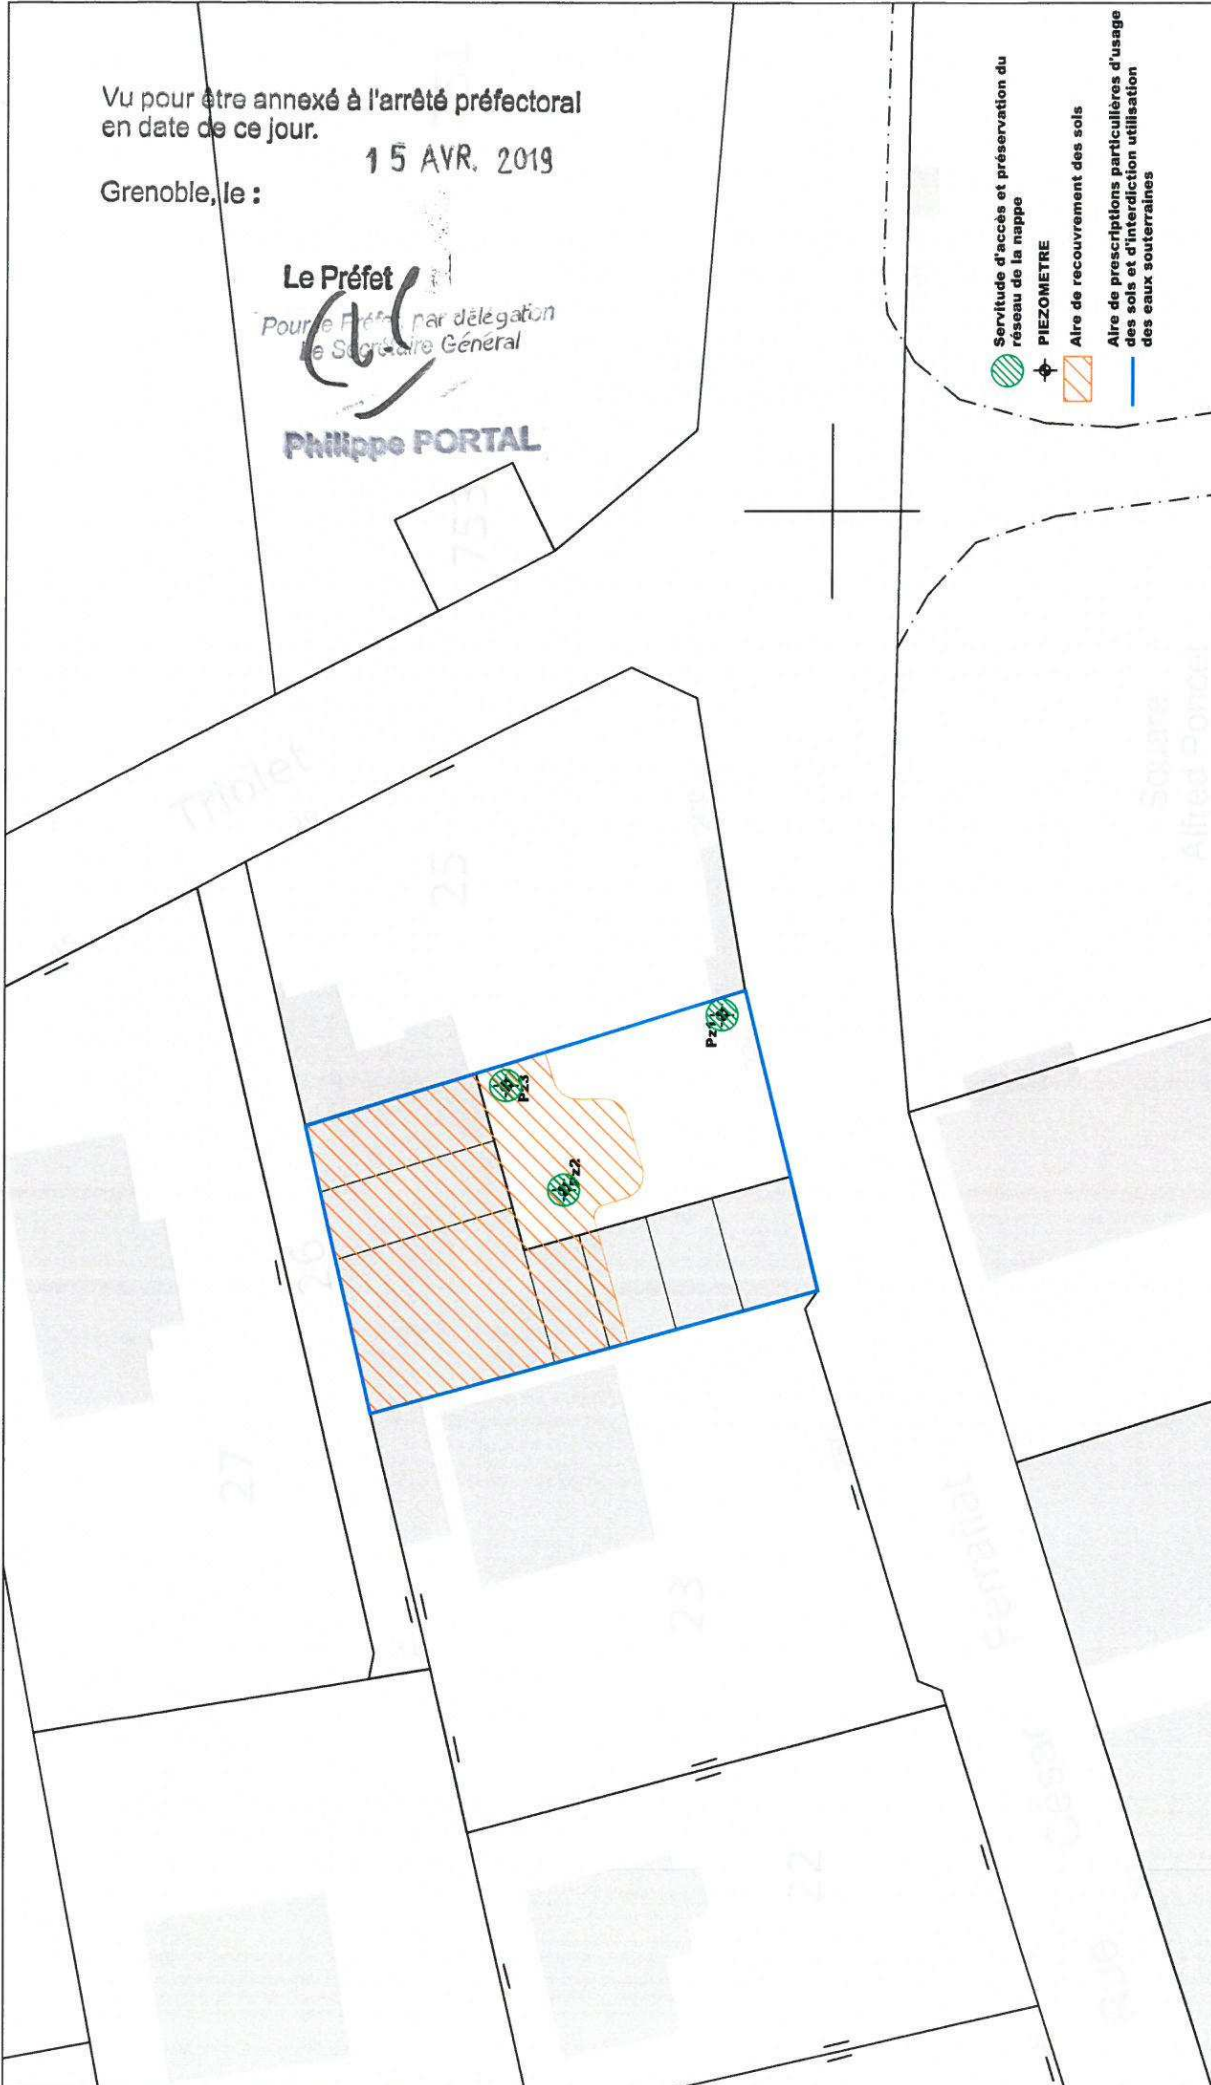 Vu pour être annexé à l'arrêté préfectoral
en date de ce jour.
15 AVR. 2019
Grenoble, le :
Le Préfet
Pour le Préfet, par délégation
Le Secrétaire Général
Philippe PORTAL
753
Triolet
25
26
27
23
22
Pz3
Pz2
Pz1
Square
Alfred Poncet
Rue César Pensaflet
Servitude d'accès et préservation du
réseau de la nappe
PIEZOMETRE
Aire de recouvrement des sols
Aire de prescriptions particulières d'usage
des sols et d'interdiction utilisation
des eaux souterraines